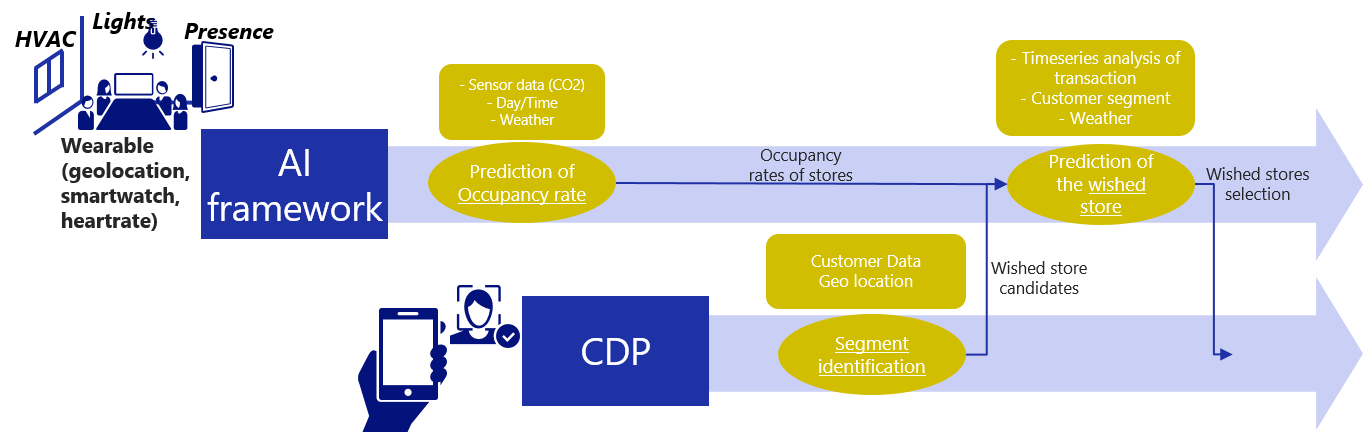 Lights
HVAC
Presence
Wearable
(geolocation,
smartwatch,
heartrate)
AI
framework
- Sensor data (CO2)
- Day/Time
- Weather
Prediction of
Occupancy rate
Occupancy
rates of stores
- Timeseries analysis of
transaction
- Customer segment
- Weather
Prediction of
the wished
store
Wished stores
selection
CDP
Customer Data
Geo location
Segment
identification
Wished store
candidates